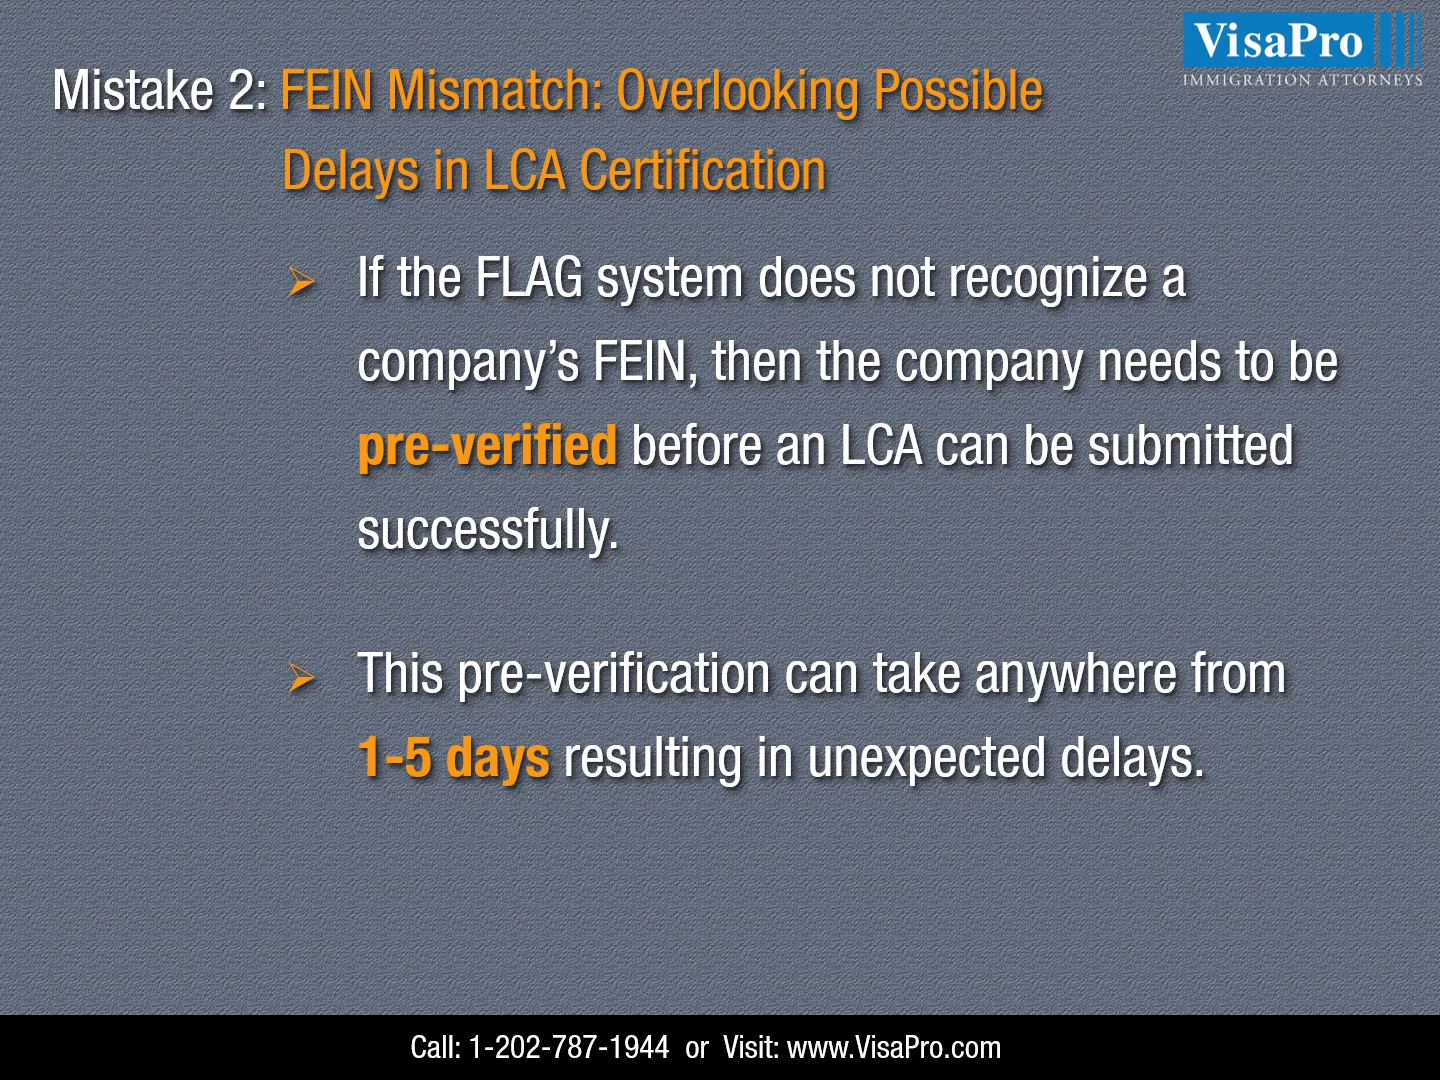 VisaPro
IMMIGRATION ATTORNEYS
Mistake 2: FEIN Mismatch: Overlooking Possible
Delays in LCA Certification
If the FLAG system does not recognize a
company’s FEIN, then the company needs to be
pre-verified before an LCA can be submitted
successfully.
This pre-verification can take anywhere from
1-5 days resulting in unexpected delays.
Call: 1-202-787-1944 or Visit: www.VisaPro.com